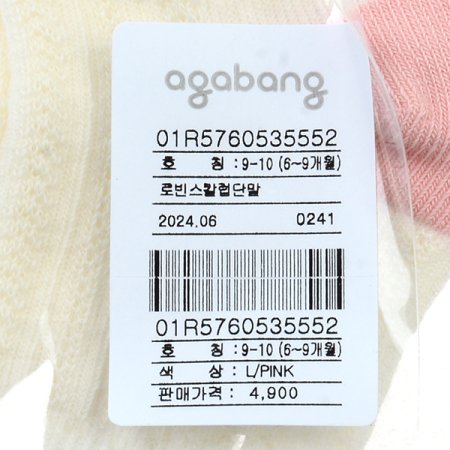 agabang
01R5760535552
호 칭 : 9-10 (6~9개월)
로빈스칼럽단말
2024.06 0241
01R5760535552
호 칭 : 9-10 (6~9개월)
색 상 : L/PINK
판매가격 : 4,900